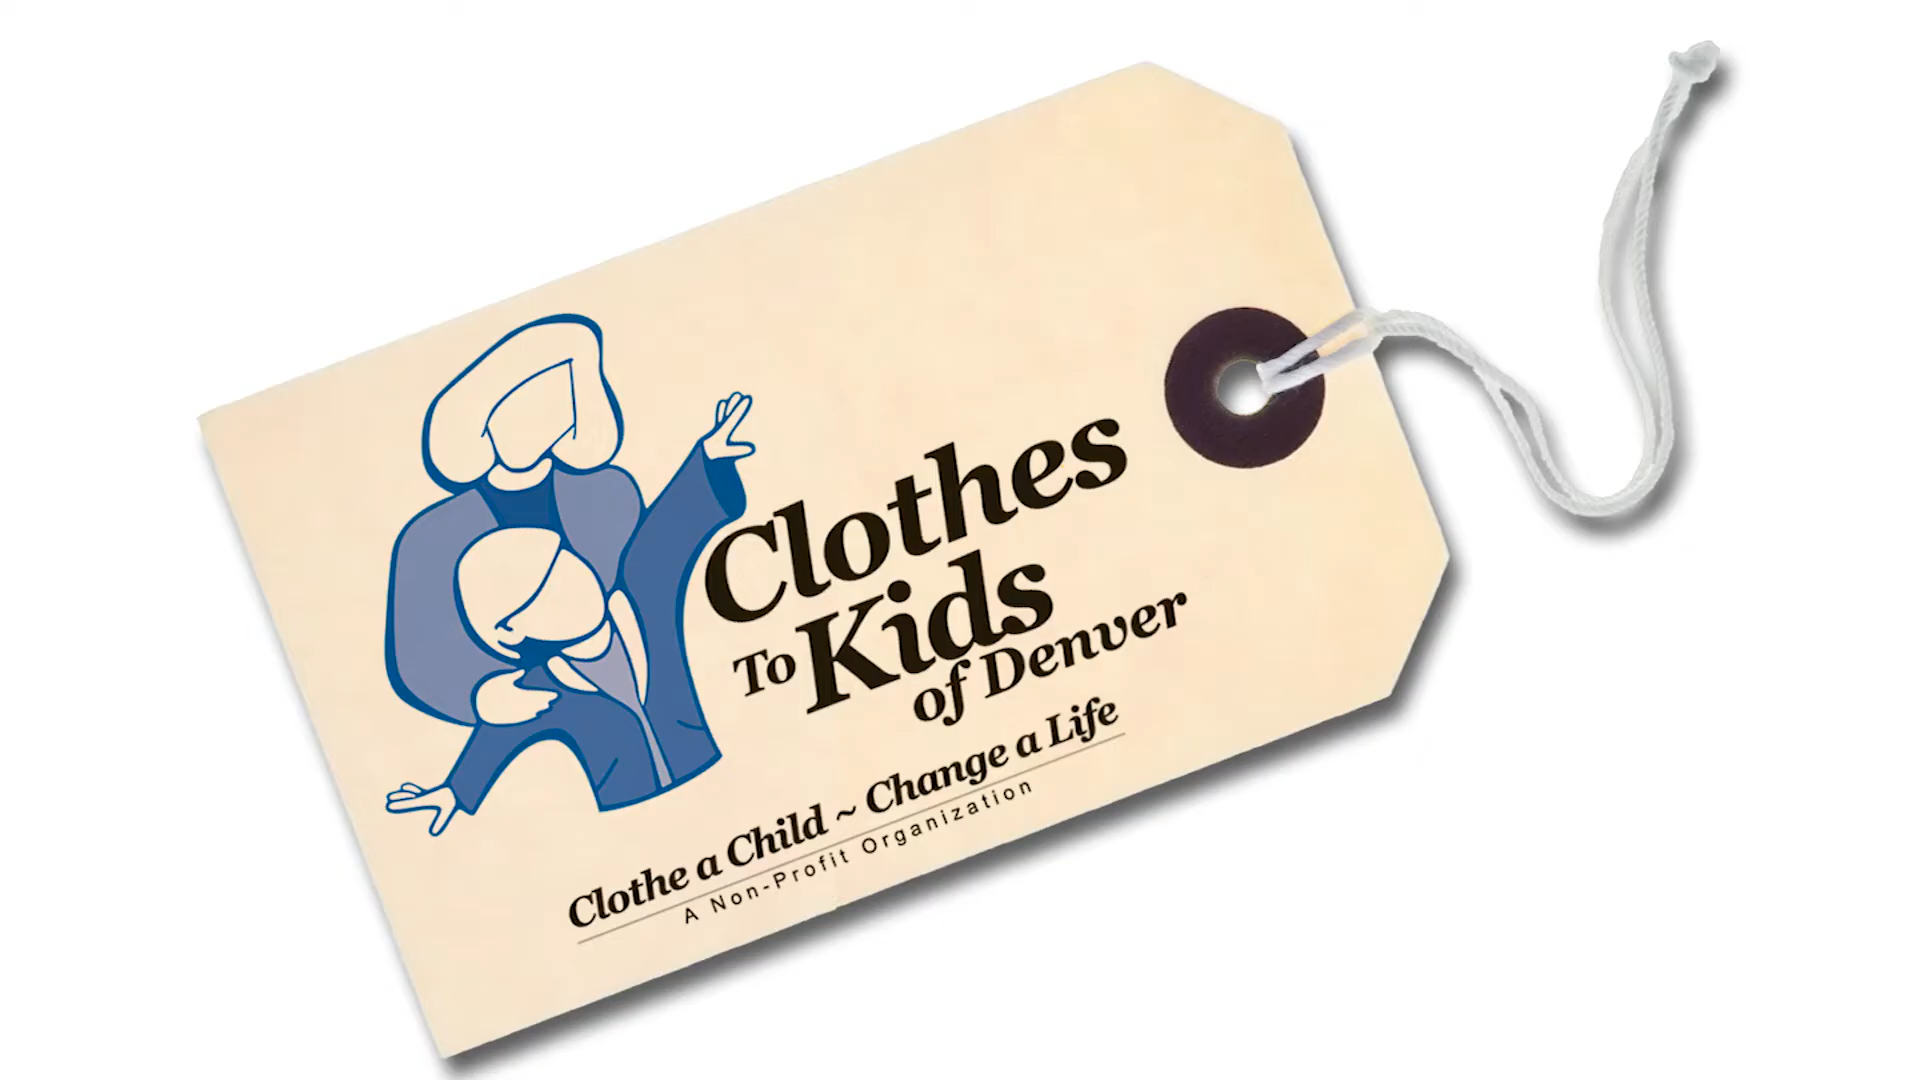 Clothes
To Kids
of Denver
Clothe a Child ~ Change a Life
A Non-Profit Organization